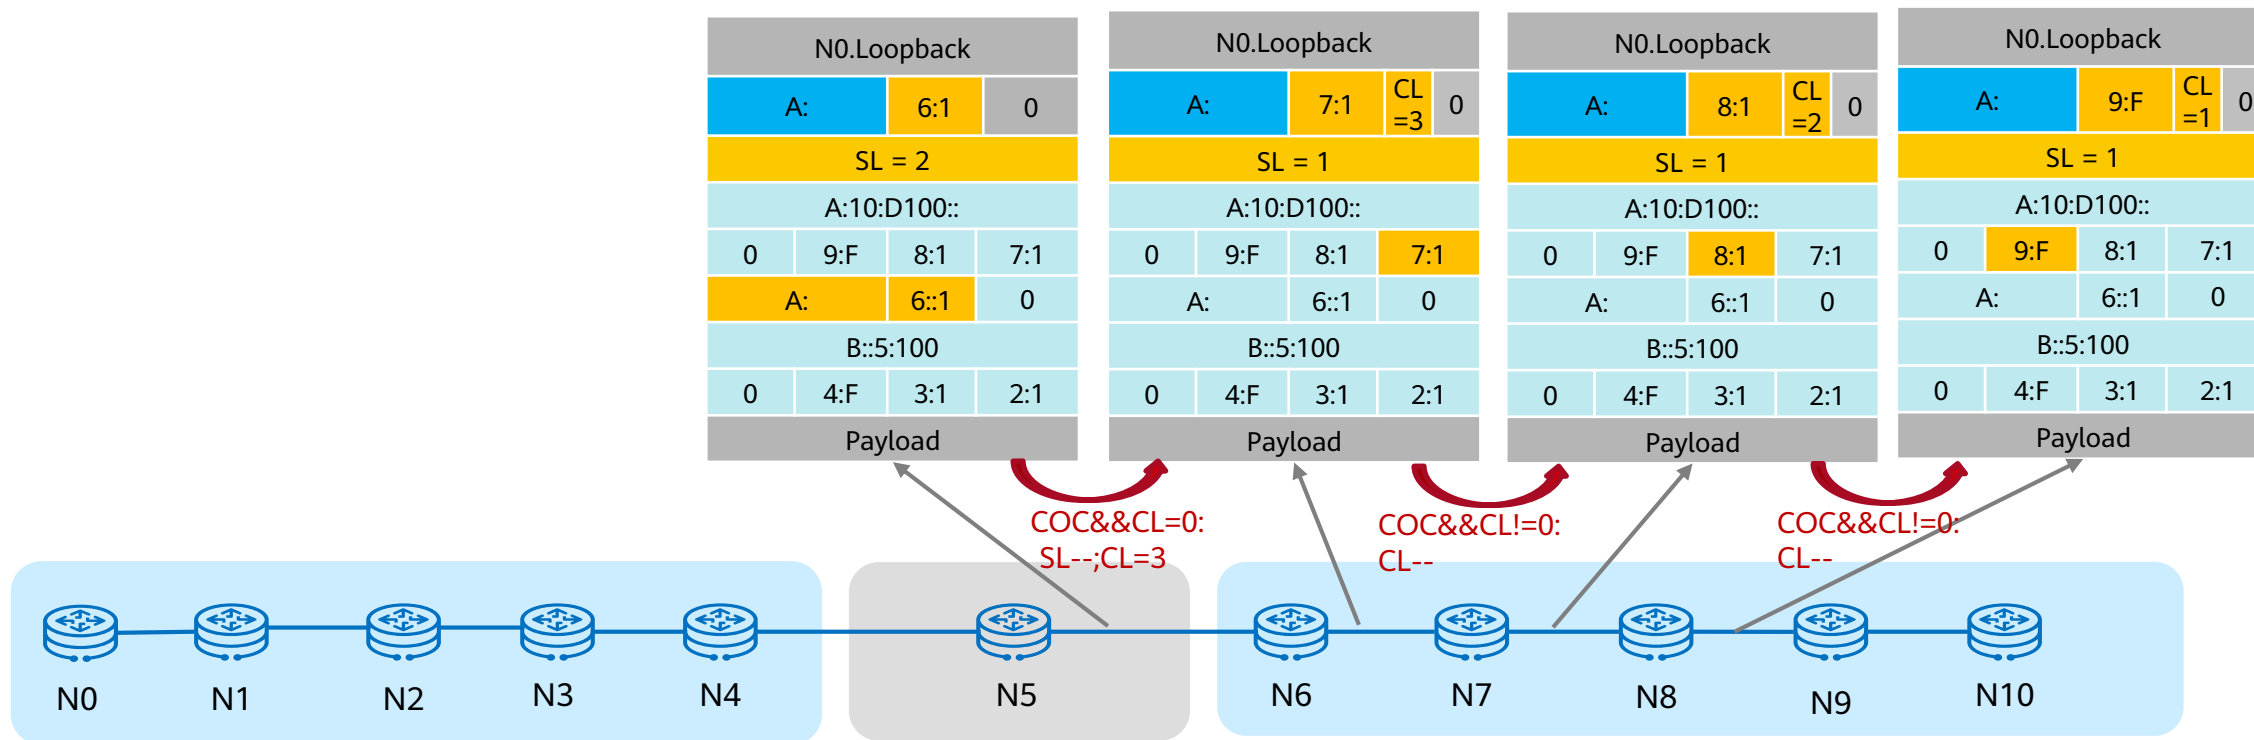 N0.Loopback
A: 6:1 0
SL = 2
A:10:D100::
0 9:F 8:1 7:1
A: 6::1 0
B::5:100
0 4:F 3:1 2:1
Payload
N0.Loopback
A: 7:1 CL =3 0
SL = 1
A:10:D100::
0 9:F 8:1 7:1
A: 6::1 0
B::5:100
0 4:F 3:1 2:1
Payload
N0.Loopback
A: 8:1 CL =2 0
SL = 1
A:10:D100::
0 9:F 8:1 7:1
A: 6::1 0
B::5:100
0 4:F 3:1 2:1
Payload
N0.Loopback
A: 9:F CL =1 0
SL = 1
A:10:D100::
0 9:F 8:1 7:1
A: 6::1 0
B::5:100
0 4:F 3:1 2:1
Payload
COC&&CL=0:
SL--;CL=3
COC&&CL!=0:
CL--
COC&&CL!=0:
CL--
N0 N1 N2 N3 N4 N5 N6 N7 N8 N9 N10